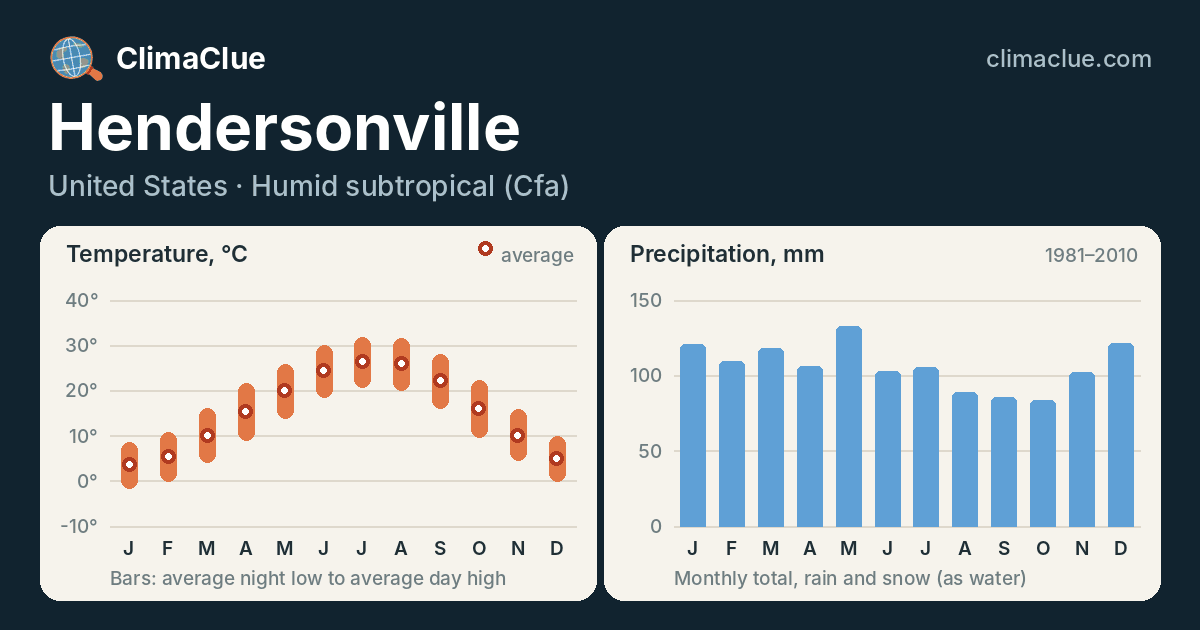 ClimaClue
climaclue.com
Hendersonville
United States · Humid subtropical (Cfa)
Temperature, °C
average
40°
30°
20°
10°
0°
-10°
J F M A M J J A S O N D
Bars: average night low to average day high
Precipitation, mm
1981–2010
150
100
50
0
J F M A M J J A S O N D
Monthly total, rain and snow (as water)